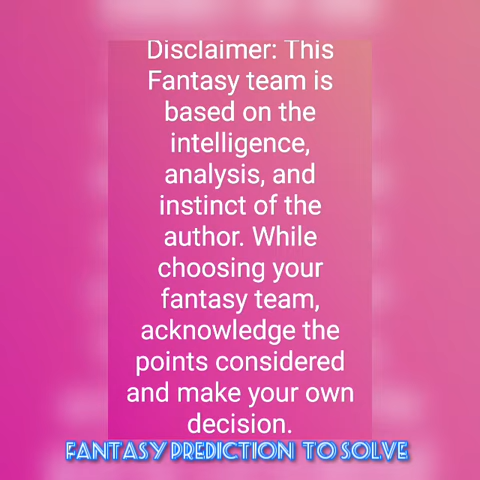 Disclaimer: This
Fantasy team is
based on the
intelligence,
analysis, and
instinct of the
author. While
choosing your
fantasy team,
acknowledge the
points considered
and make your own
decision.
FANTASY PREDICTION TO SOLVE